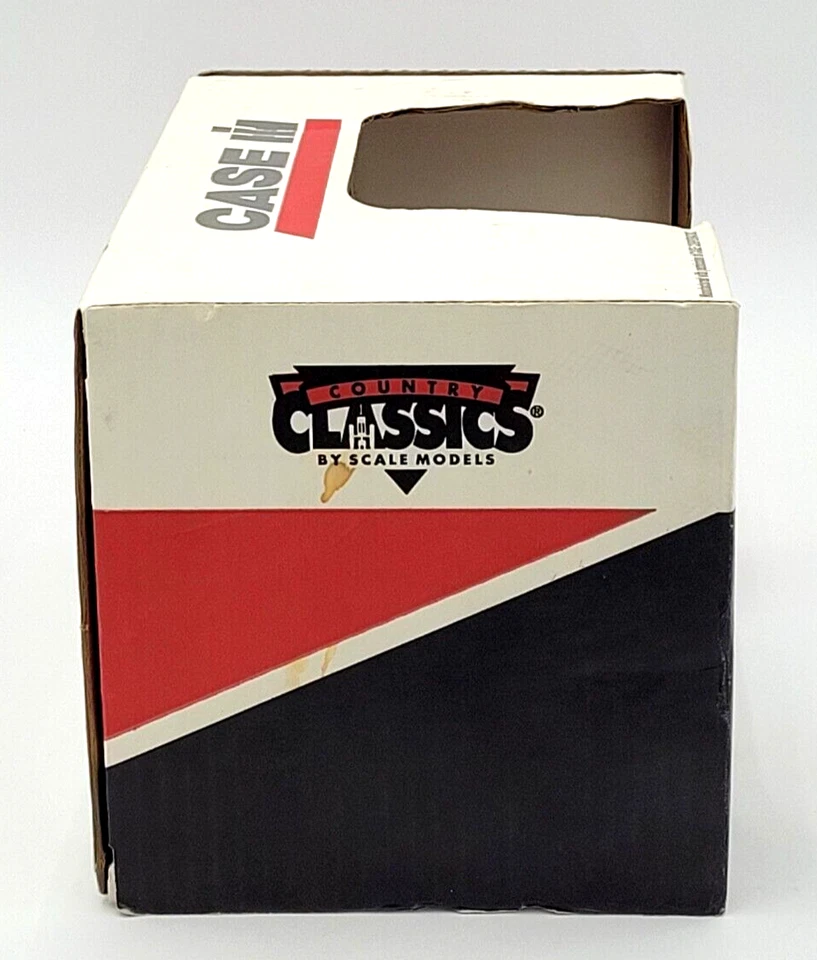 CASE IH
COUNTRY
CLASSICS®
BY SCALE MODELS